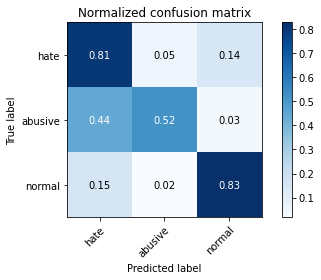 Normalized confusion matrix
hate 0.81 0.05 0.14
abusive 0.44 0.52 0.03
normal 0.15 0.02 0.83
hate abusive normal
True label
Predicted label
0.8
0.7
0.6
0.5
0.4
0.3
0.2
0.1